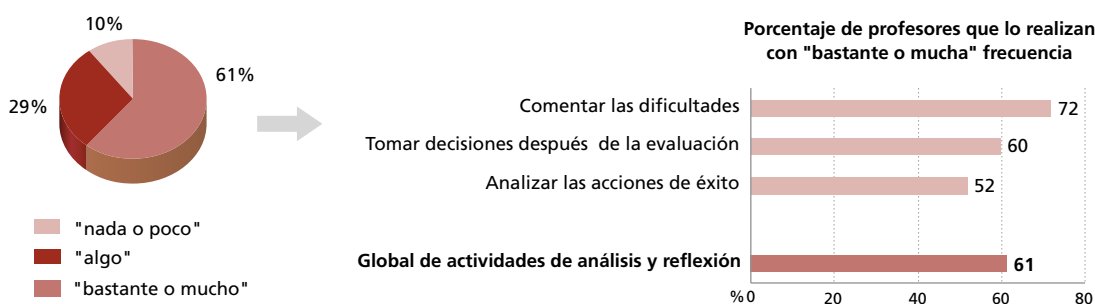 10%
61%
29%
"nada o poco"
"algo"
"bastante o mucho"
Porcentaje de profesores que lo realizan
con "bastante o mucha" frecuencia
Comentar las dificultades 72
Tomar decisiones después de la evaluación 60
Analizar las acciones de éxito 52
Global de actividades de análisis y reflexión 61
% 0 20 40 60 80